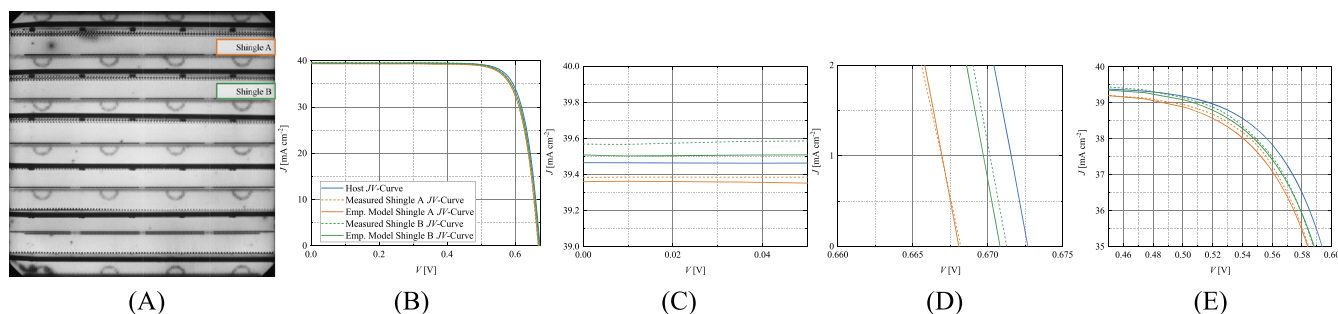 Shingle A
Shingle B
(A)
40
30
20
10
0
0.0
0.2
0.4
0.6
J [mA cm⁻²]
V [V]
Host JV-Curve
Measured Shingle A JV-Curve
Emp. Model Shingle A JV-Curve
Measured Shingle B JV-Curve
Emp. Model Shingle B JV-Curve
(B)
40.0
39.8
39.6
39.4
39.2
39.0
0.00
0.02
0.04
J [mA cm⁻²]
V [V]
(C)
2
1
0
0.660
0.665
0.670
0.675
J [mA cm⁻²]
V [V]
(D)
40
39
38
37
36
35
0.46
0.48
0.50
0.52
0.54
0.56
0.58
0.60
J [mA cm⁻²]
V [V]
(E)